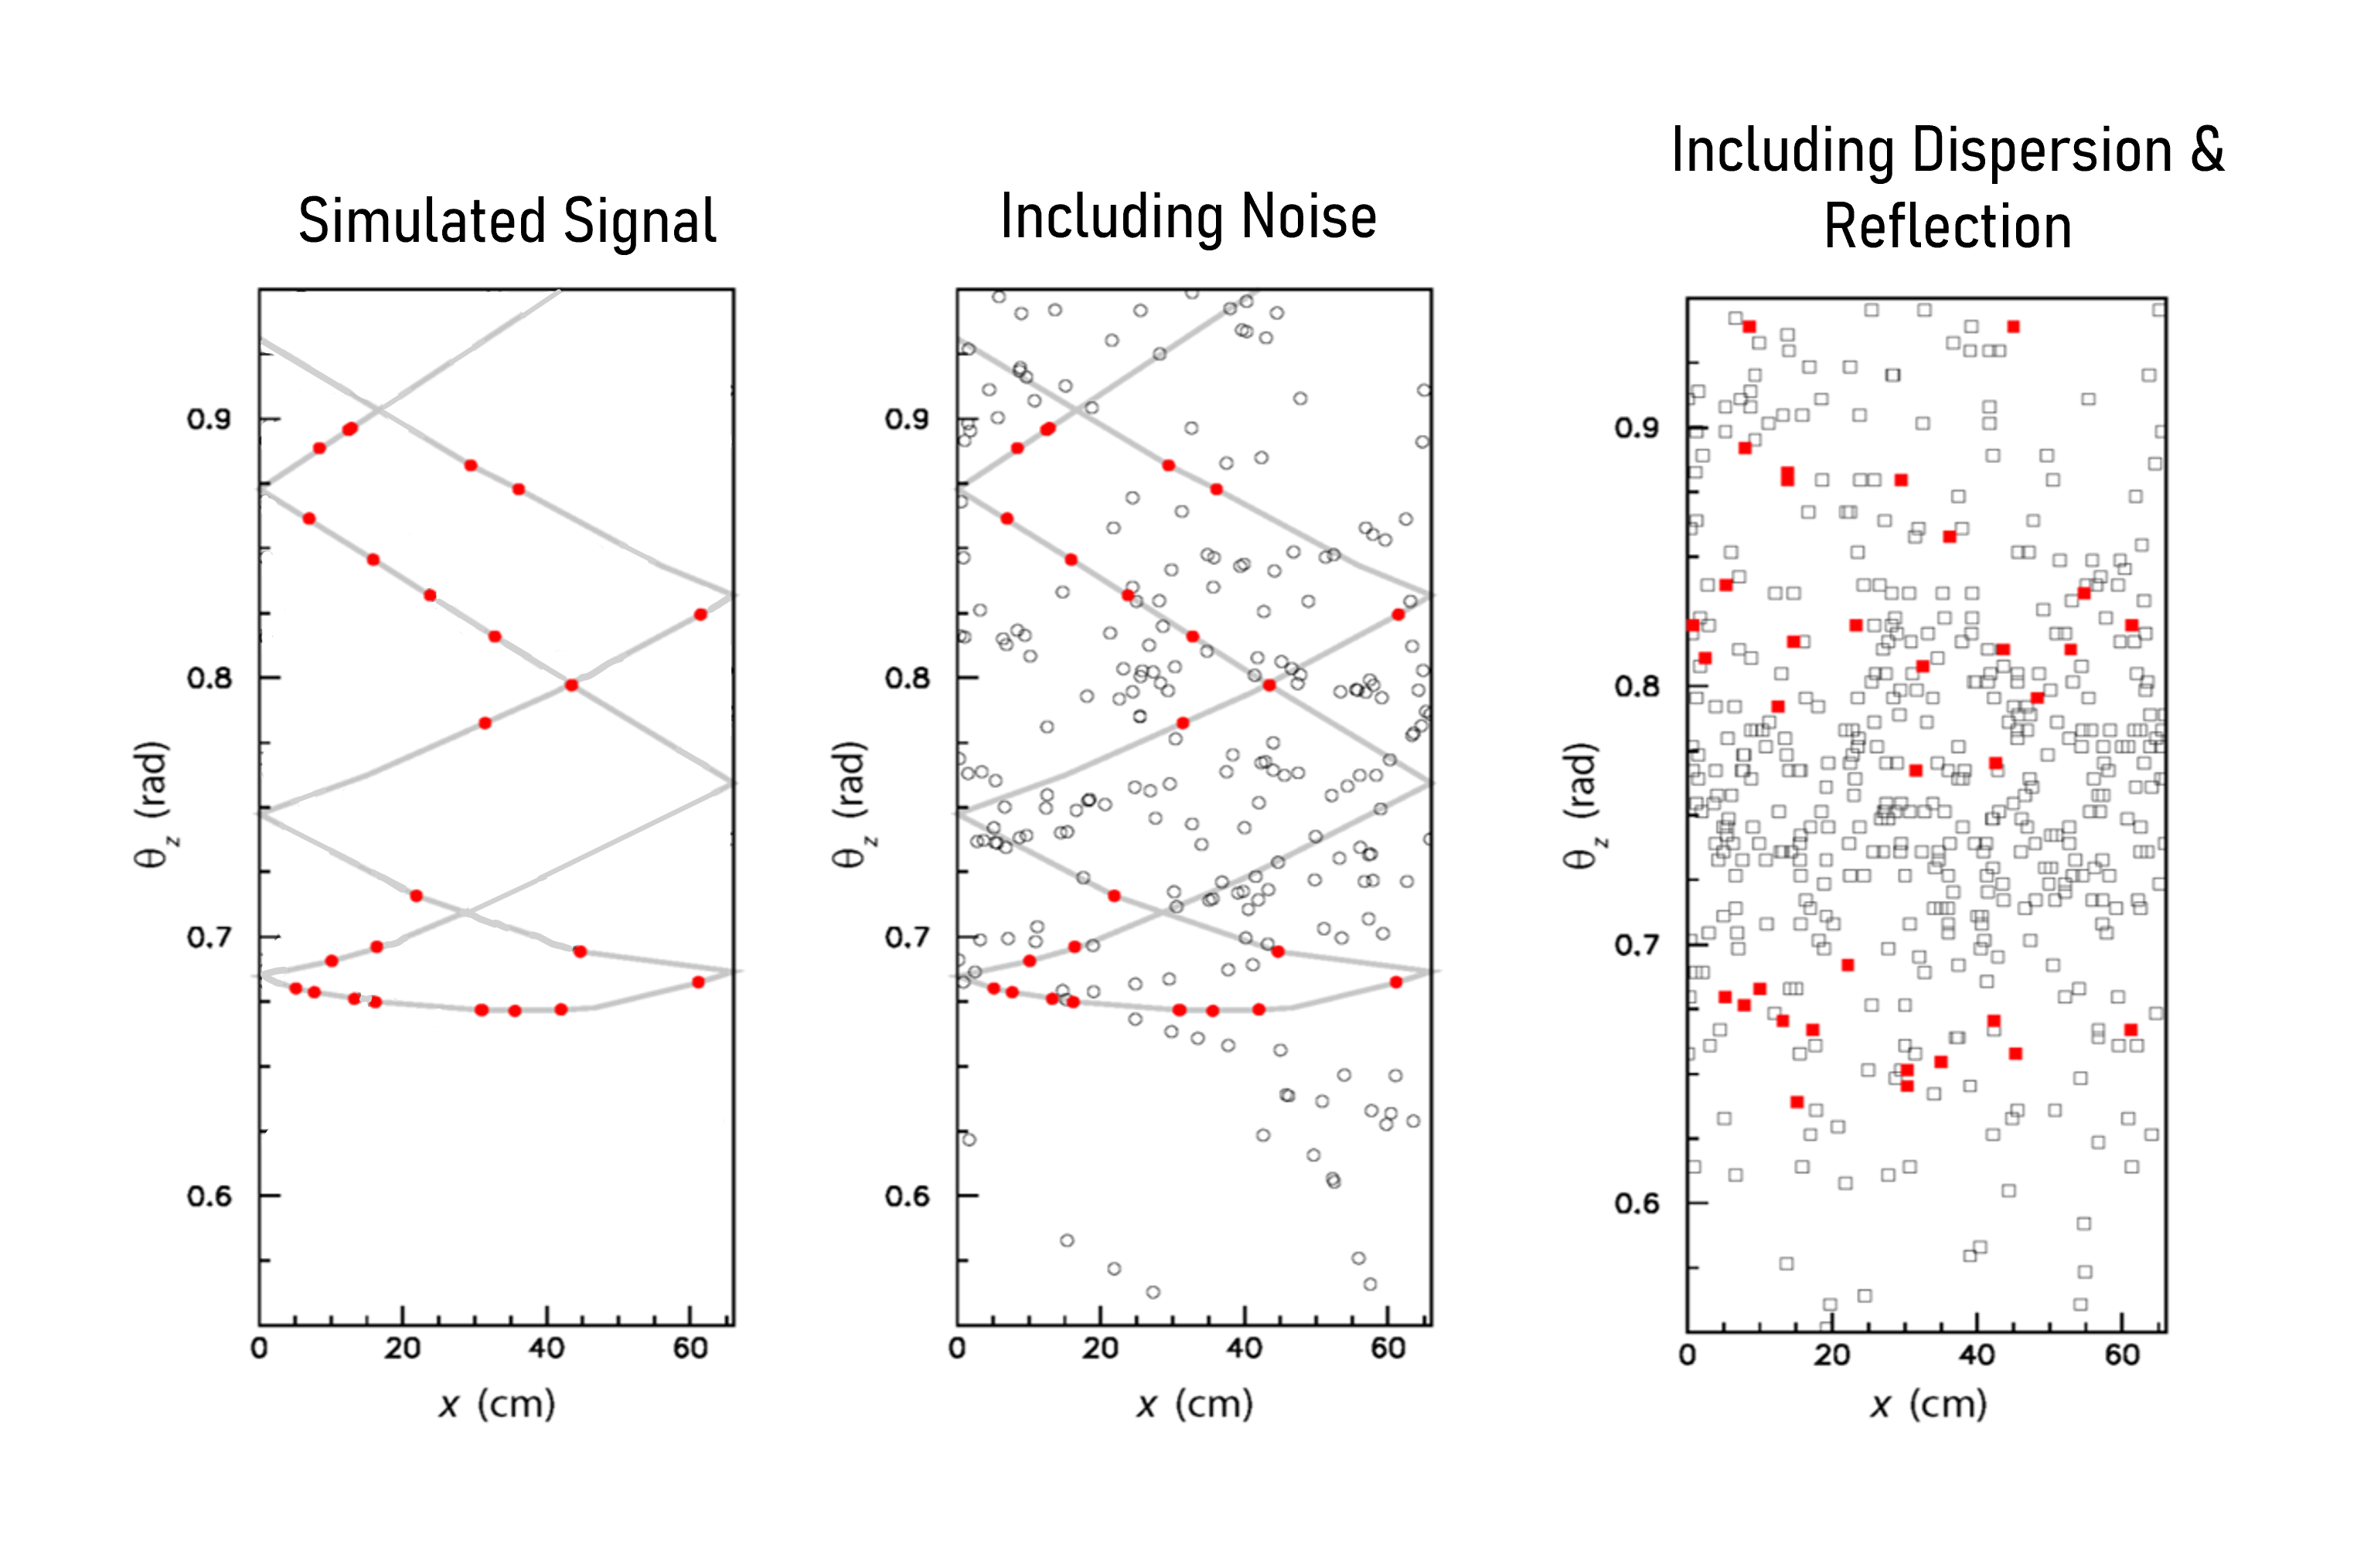 Simulated Signal
Including Noise
Including Dispersion &
Reflection
0.9
0.8
0.7
0.6
θz (rad)
0 20 40 60
x (cm)
0.9
0.8
0.7
0.6
θz (rad)
0 20 40 60
x (cm)
0.9
0.8
0.7
0.6
θz (rad)
0 20 40 60
x (cm)